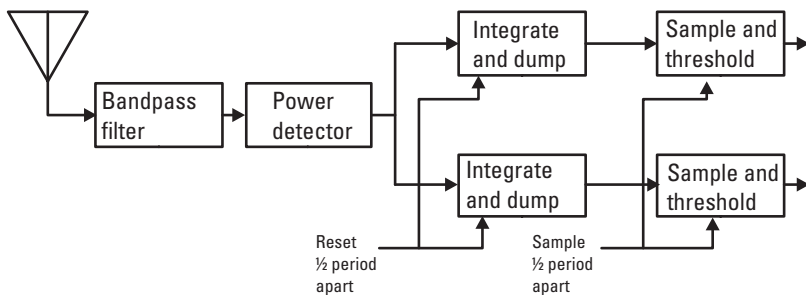 Integrate
and dump
Sample and
threshold
Bandpass
filter
Power
detector
Integrate
and dump
Sample and
threshold
Reset
½ period
apart
Sample
½ period
apart